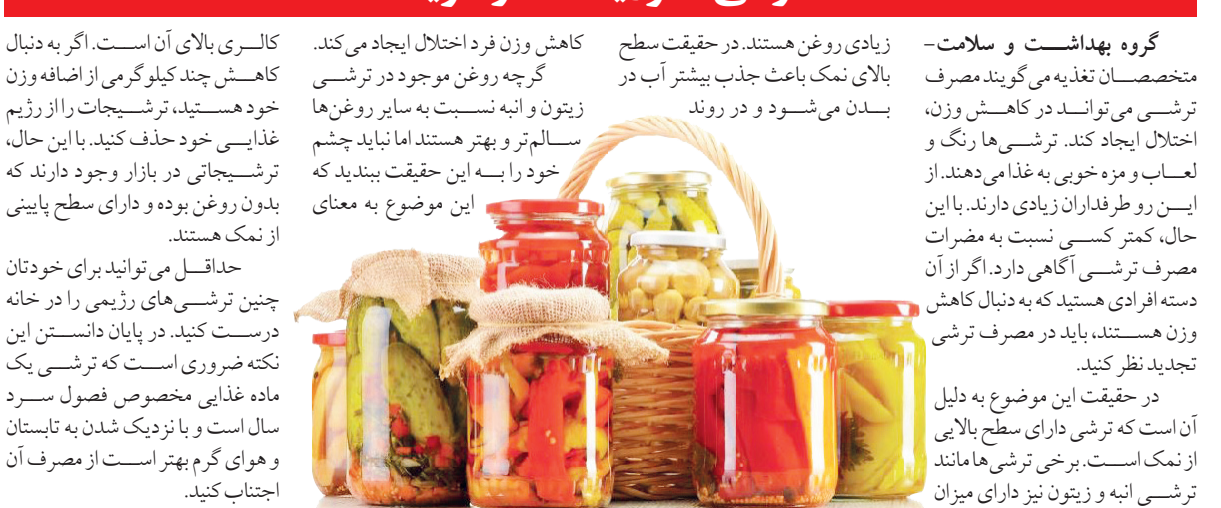 گروه بهداشت و سلامت-
متخصصان تغذیه می‌گویند مصرف
ترشی می‌تواند در کاهش وزن،
اختلال ایجاد کند. ترشی‌ها رنگ و
لعاب و مزه خوبی به غذا می‌دهند. از
این رو طرفداران زیادی دارند. با این
حال، کمتر کسی نسبت به مضرات
مصرف ترشی آگاهی دارد. اگر از آن
دسته افرادی هستید که به دنبال کاهش
وزن هستند، باید در مصرف ترشی
تجدید نظر کنید.
در حقیقت این موضوع به دلیل
آن است که ترشی دارای سطح بالایی
از نمک است. برخی ترشی‌ها مانند
ترشی انبه و زیتون نیز دارای میزان
زیادی روغن هستند. در حقیقت سطح
بالای نمک باعث جذب بیشتر آب در
بدن می‌شود و در روند
کاهش وزن فرد اختلال ایجاد می‌کند.
گرچه روغن موجود در ترشی
زیتون و انبه نسبت به سایر روغن‌ها
سالم‌تر و بهتر هستند اما نباید چشم
خود را به این حقیقت ببندید که
این موضوع به معنای
کالری بالای آن است. اگر به دنبال
کاهش چند کیلوگرمی از اضافه وزن
خود هستید، ترشیجات را از رژیم
غذایی خود حذف کنید. با این حال،
ترشیجاتی در بازار وجود دارند که
بدون روغن بوده و دارای سطح پایینی
از نمک هستند.
حداقل می‌توانید برای خودتان
چنین ترشی‌های رژیمی را در خانه
درست کنید. در پایان دانستن این
نکته ضروری است که ترشی یک
ماده غذایی مخصوص فصول سرد
سال است و با نزدیک شدن به تابستان
و هوای گرم بهتر است از مصرف آن
اجتناب کنید.